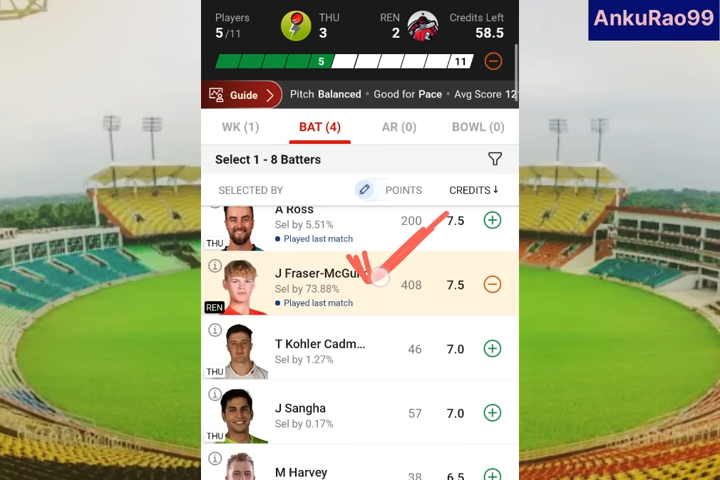 AnkuRao99
Players THU REN Credits Left
5/11 3 2 58.5
5 11
Guide Pitch Balanced • Good for Pace • Avg Score
WK (1) BAT (4) AR (0) BOWL (0)
Select 1 - 8 Batters
SELECTED BY POINTS CREDITS↓
A Ross
Sel by 5.51% 200 7.5
THU • Played last match
J
Sel by 73.88% 408 7.5
REN • Played last match
T Kohler Cadm... 46 7.0
Sel by 1.27%
THU
J Sangha 57 7.0
Sel by 0.17%
THU
M Harvey 38 6.5